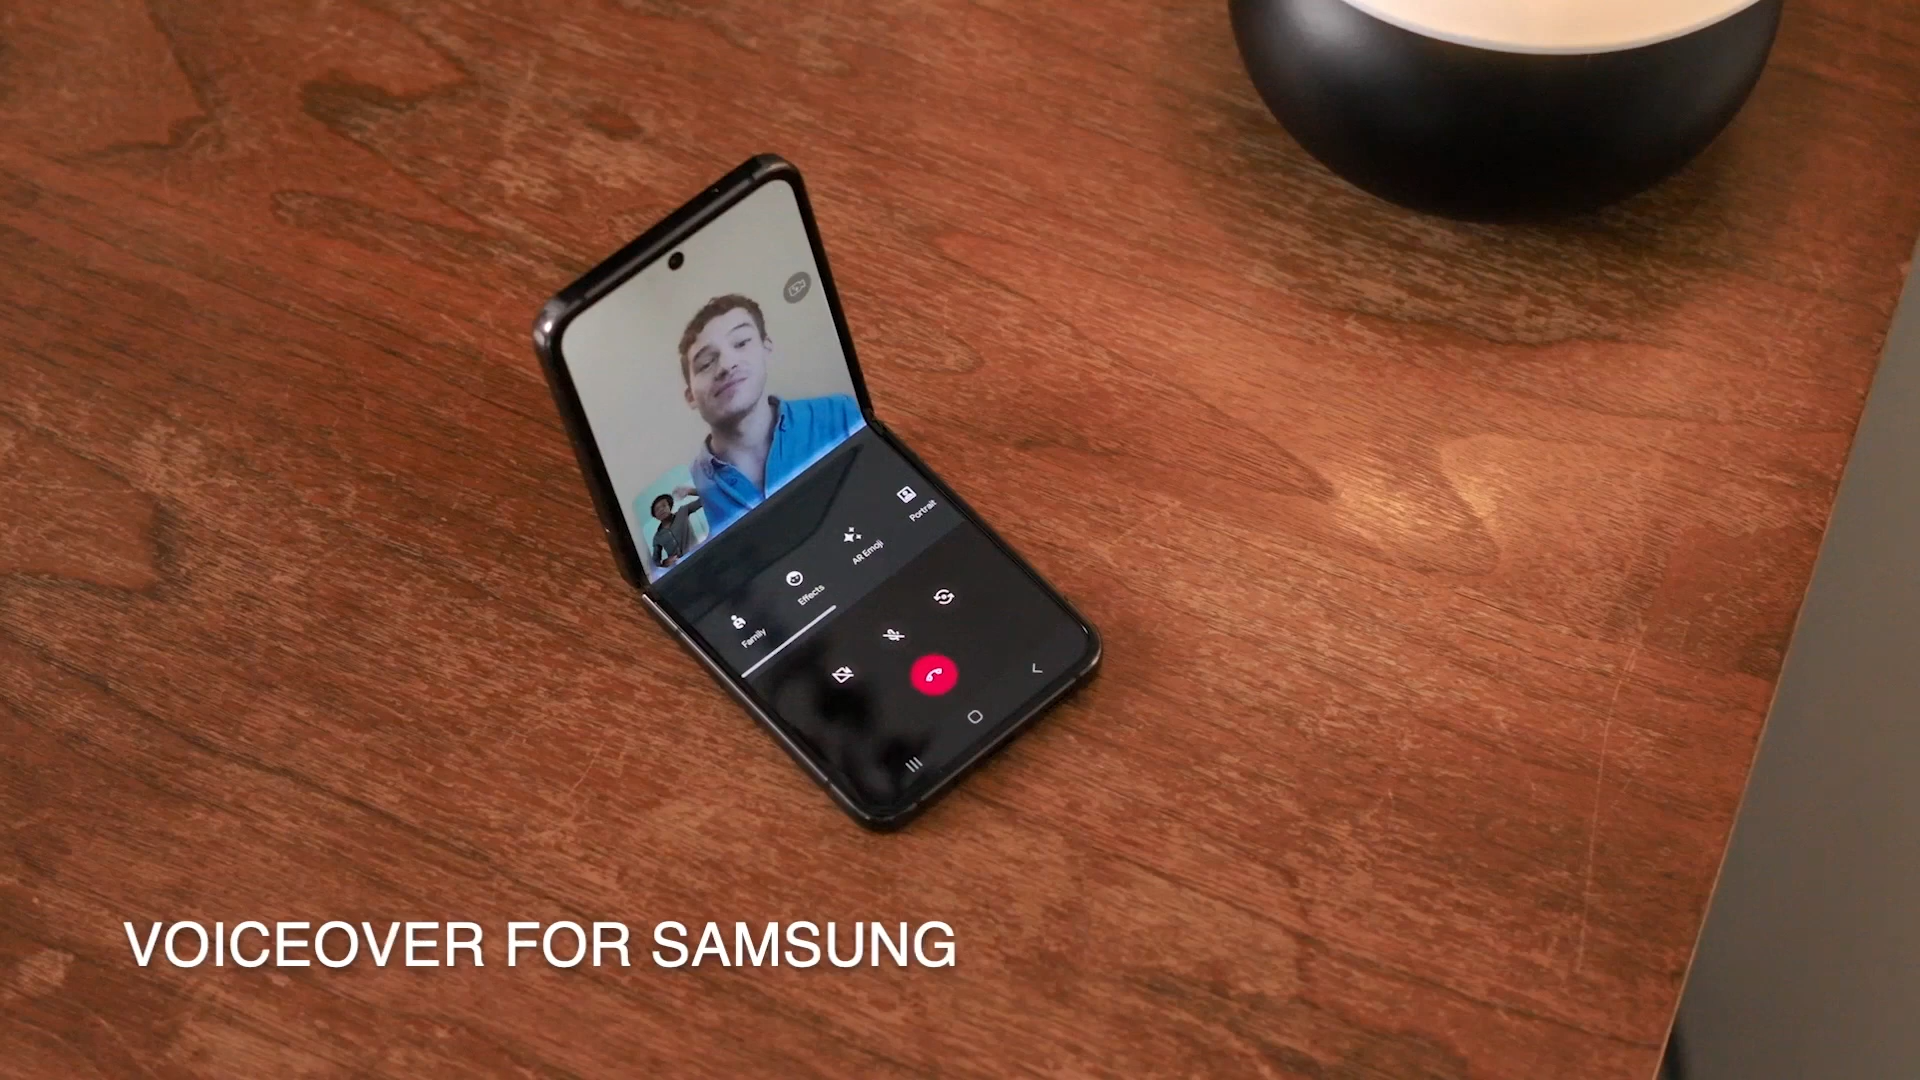 Portrait
AR Emoji
Effects
Family
VOICEOVER FOR SAMSUNG